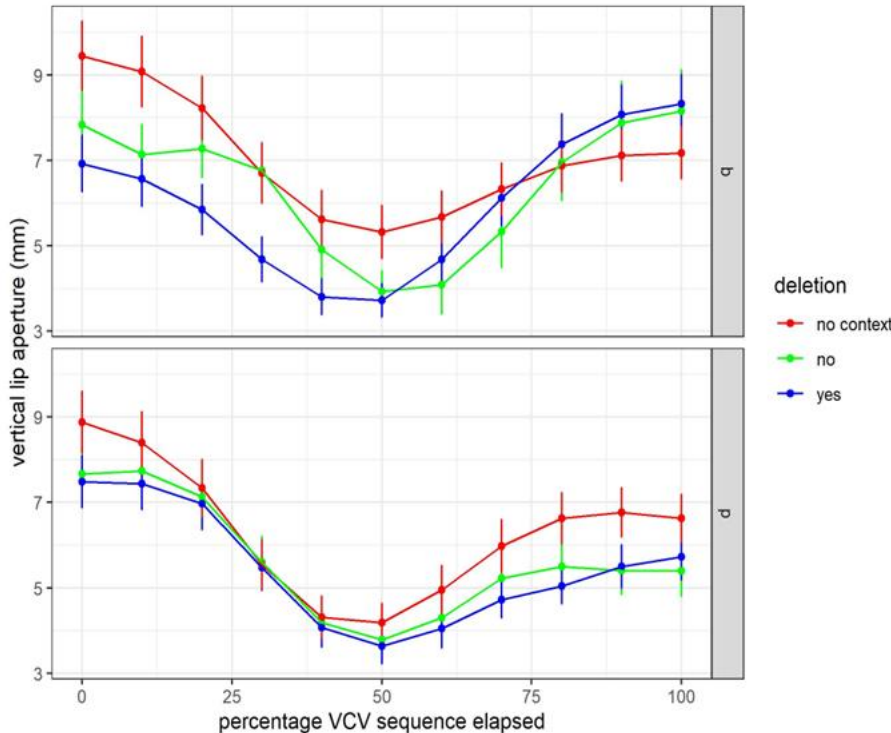 vertical lip aperture (mm)
9
7
5
3
b
9
7
5
3
p
0
25
50
75
100
percentage VCV sequence elapsed
deletion
no context
no
yes